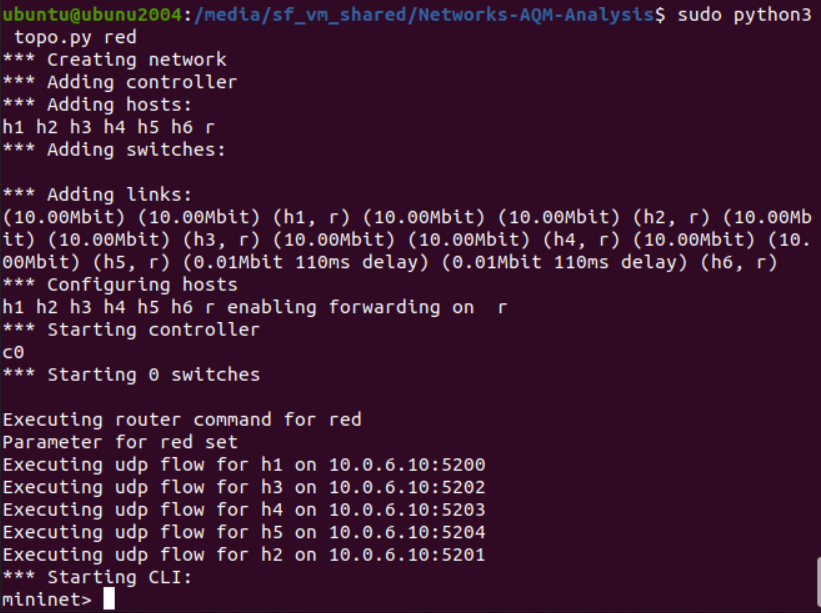 ubuntu@ubunu2004:/media/sf_vm_shared/Networks-AQM-Analysis$ sudo python3
 topo.py red
*** Creating network
*** Adding controller
*** Adding hosts:
h1 h2 h3 h4 h5 h6 r
*** Adding switches:

*** Adding links:
(10.00Mbit) (10.00Mbit) (h1, r) (10.00Mbit) (10.00Mbit) (h2, r) (10.00Mb
it) (10.00Mbit) (h3, r) (10.00Mbit) (10.00Mbit) (h4, r) (10.00Mbit) (10.
00Mbit) (h5, r) (0.01Mbit 110ms delay) (0.01Mbit 110ms delay) (h6, r)
*** Configuring hosts
h1 h2 h3 h4 h5 h6 r enabling forwarding on  r
*** Starting controller
c0
*** Starting 0 switches

Executing router command for red
Parameter for red set
Executing udp flow for h1 on 10.0.6.10:5200
Executing udp flow for h3 on 10.0.6.10:5202
Executing udp flow for h4 on 10.0.6.10:5203
Executing udp flow for h5 on 10.0.6.10:5204
Executing udp flow for h2 on 10.0.6.10:5201
*** Starting CLI:
mininet>